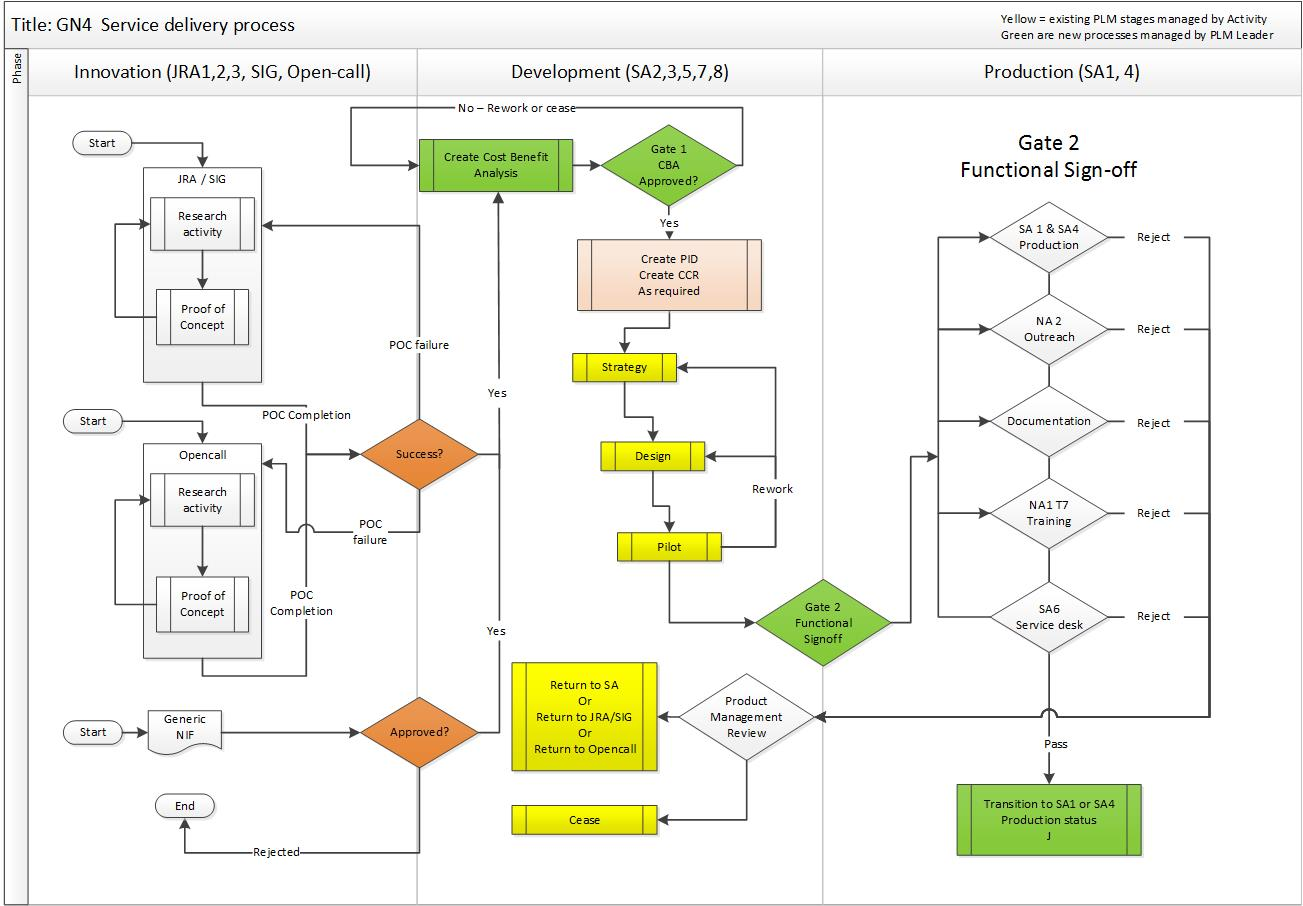 Title: GN4  Service delivery process
Yellow = existing PLM stages managed by Activity
Green are new processes managed by PLM Leader
Phase
Innovation (JRA1,2,3, SIG, Open-call)
Development (SA2,3,5,7,8)
Production (SA1, 4)
Start
JRA / SIG
Research
activity
Proof of
Concept
POC failure
POC Completion
Start
Opencall
Research
activity
Proof of
Concept
POC
Completion
Success?
POC
failure
Yes
Yes
Start
Generic
NIF
Approved?
End
Rejected
No – Rework or cease
Create Cost Benefit
Analysis
Gate 1
CBA
Approved?
Yes
Create PID
Create CCR
As required
Strategy
Design
Rework
Pilot
Gate 2
Functional
Signoff
Return to SA
Or
Return to JRA/SIG
Or
Return to Opencall
Product
Management
Review
Cease
Gate 2
Functional Sign-off
SA 1 & SA4
Production
Reject
NA 2
Outreach
Reject
Documentation
Reject
NA1 T7
Training
Reject
SA6
Service desk
Reject
Pass
Transition to SA1 or SA4
Production status
J